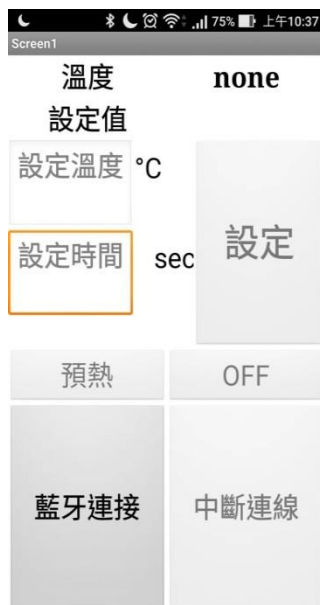 75% 上午10:37
Screen1
溫度 none
設定值
設定溫度 °C
設定時間 sec
設定
預熱 OFF
藍牙連接 中斷連線